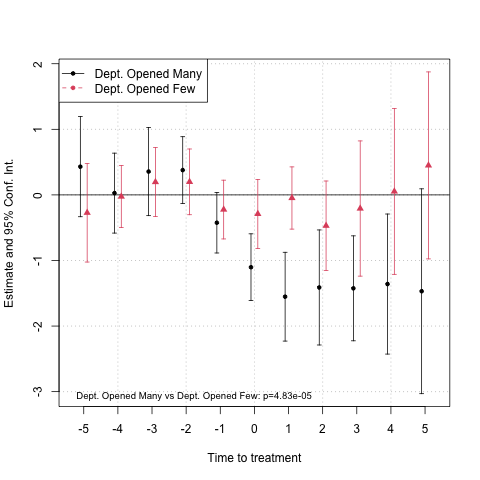 Dept. Opened Many
Dept. Opened Few
Estimate and 95% Conf. Int.
2
1
0
-1
-2
-3
Dept. Opened Many vs Dept. Opened Few: p=4.83e-05
-5 -4 -3 -2 -1 0 1 2 3 4 5
Time to treatment